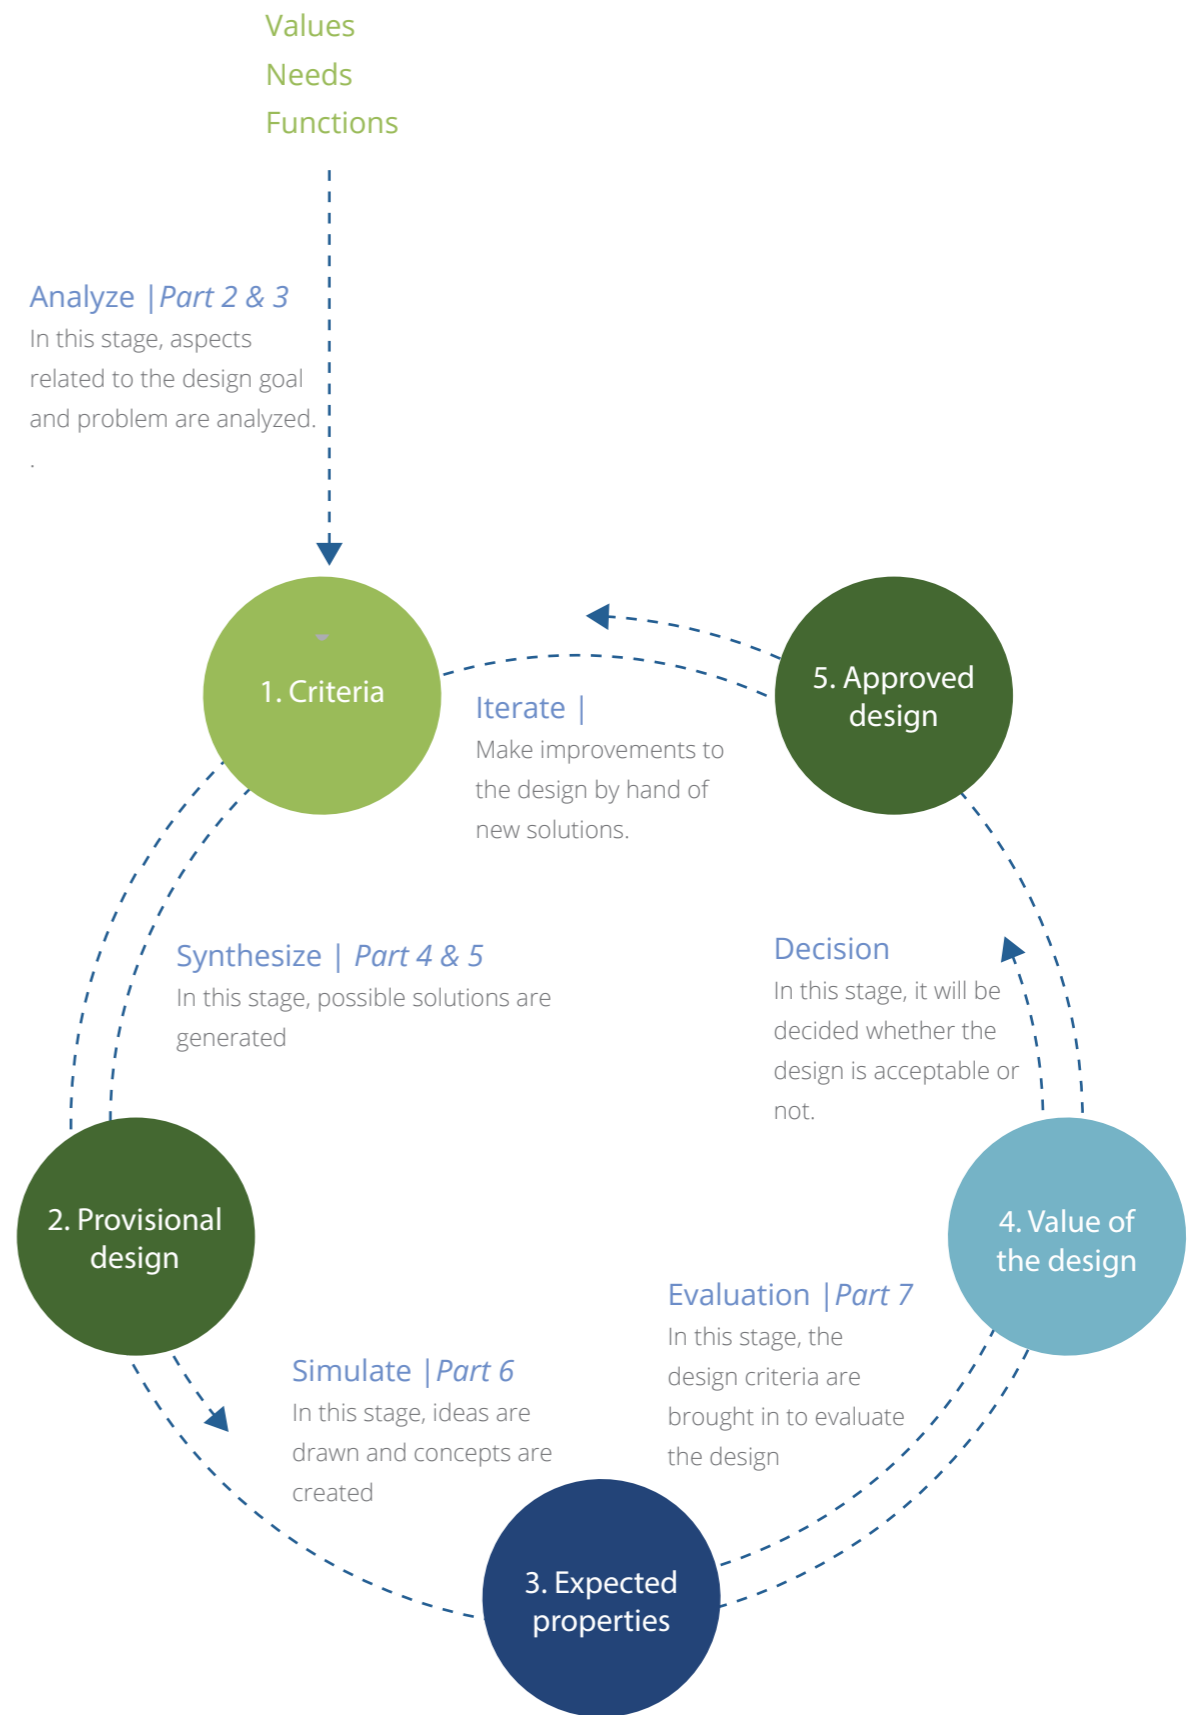 Values
Needs
Functions
Analyze |Part 2 & 3
In this stage, aspects
related to the design goal
and problem are analyzed.
.
1. Criteria
5. Approved
design
Iterate |
Make improvements to
the design by hand of
new solutions.
Synthesize | Part 4 & 5
In this stage, possible solutions are
generated
Decision
In this stage, it will be
decided whether the
design is acceptable or
not.
2. Provisional
design
4. Value of
the design
Simulate |Part 6
In this stage, ideas are
drawn and concepts are
created
Evaluation |Part 7
In this stage, the
design criteria are
brought in to evaluate
the design
3. Expected
properties